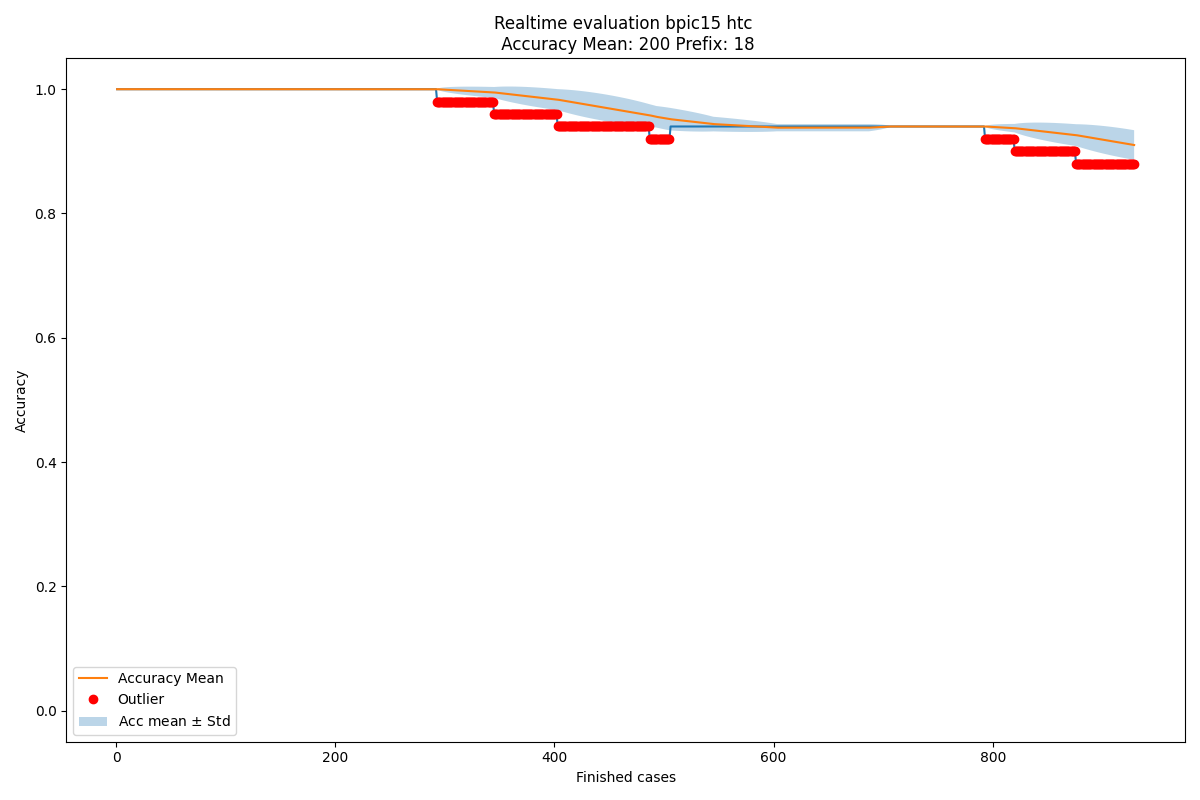 Realtime evaluation bpic15 htc
Accuracy Mean: 200 Prefix: 18
1.0
0.8
0.6
0.4
0.2
0.0
Accuracy
Accuracy Mean
Outlier
Acc mean ± Std
0
200
400
600
800
Finished cases